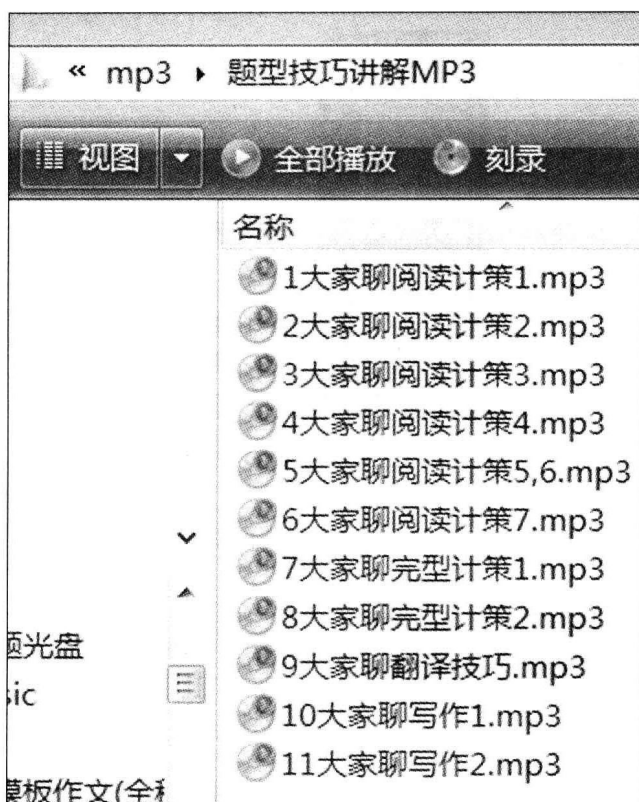 « mp3 ▸ 题型技巧讲解MP3
视图 全部播放 刻录
名称
1大家聊阅读计策1.mp3
2大家聊阅读计策2.mp3
3大家聊阅读计策3.mp3
4大家聊阅读计策4.mp3
5大家聊阅读计策5,6.mp3
6大家聊阅读计策7.mp3
7大家聊完型计策1.mp3
8大家聊完型计策2.mp3
9大家聊翻译技巧.mp3
10大家聊写作1.mp3
11大家聊写作2.mp3
光盘
sic
模板作文(全